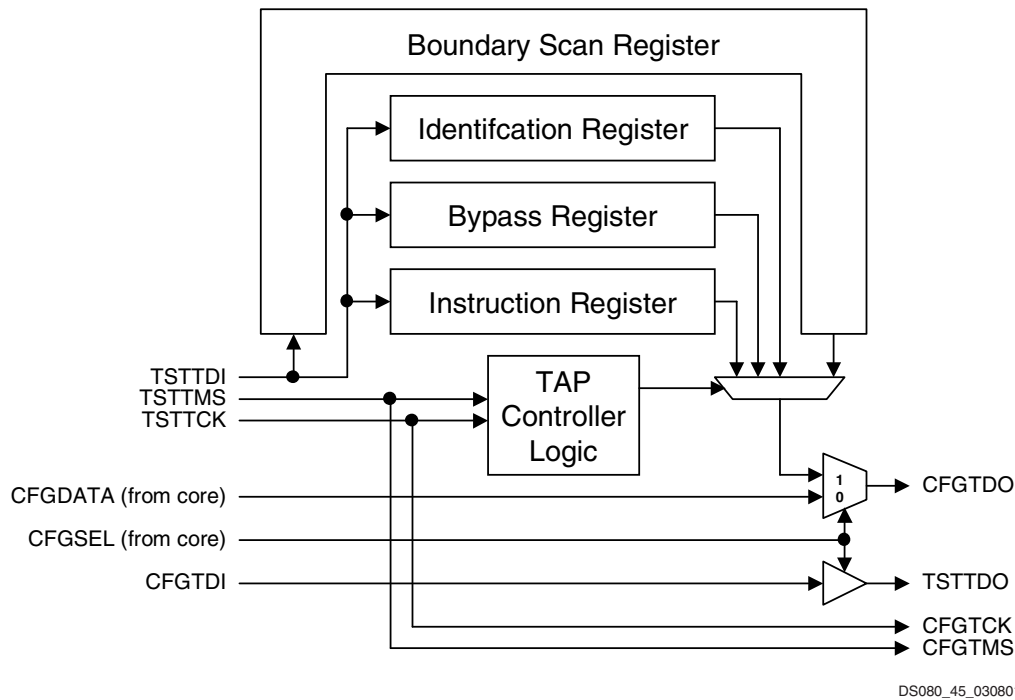 Boundary Scan Register
Identifcation Register
Bypass Register
Instruction Register
TSTTDI
TSTTMS
TSTTCK
TAP
Controller
Logic
CFGDATA (from core)
1
0
CFGTDO
CFGSEL (from core)
CFGTDI
TSTTDO
CFGTCK
CFGTMS
DS080_45_03080